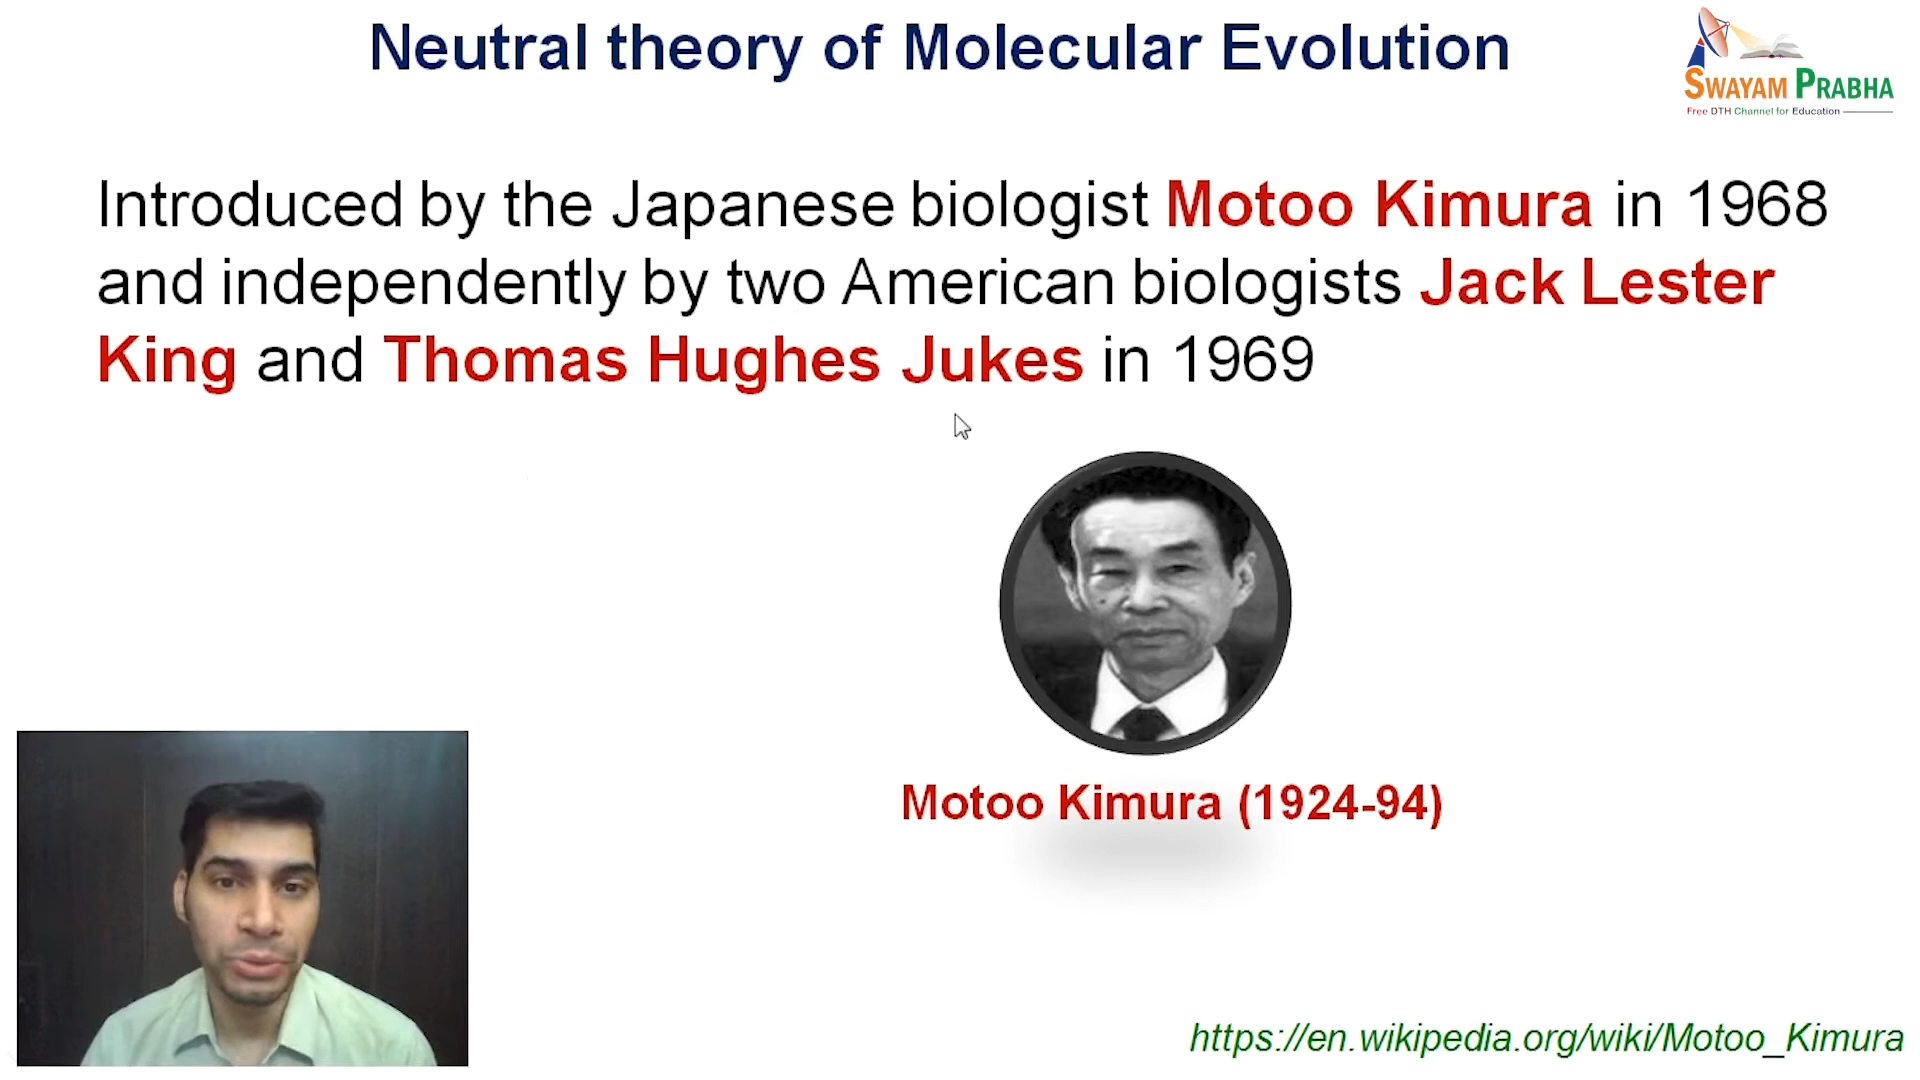 Neutral theory of Molecular Evolution
SWAYAM PRABHA
Free DTH Channel for Education
Introduced by the Japanese biologist Motoo Kimura in 1968
and independently by two American biologists Jack Lester
King and Thomas Hughes Jukes in 1969
Motoo Kimura (1924-94)
https://en.wikipedia.org/wiki/Motoo_Kimura